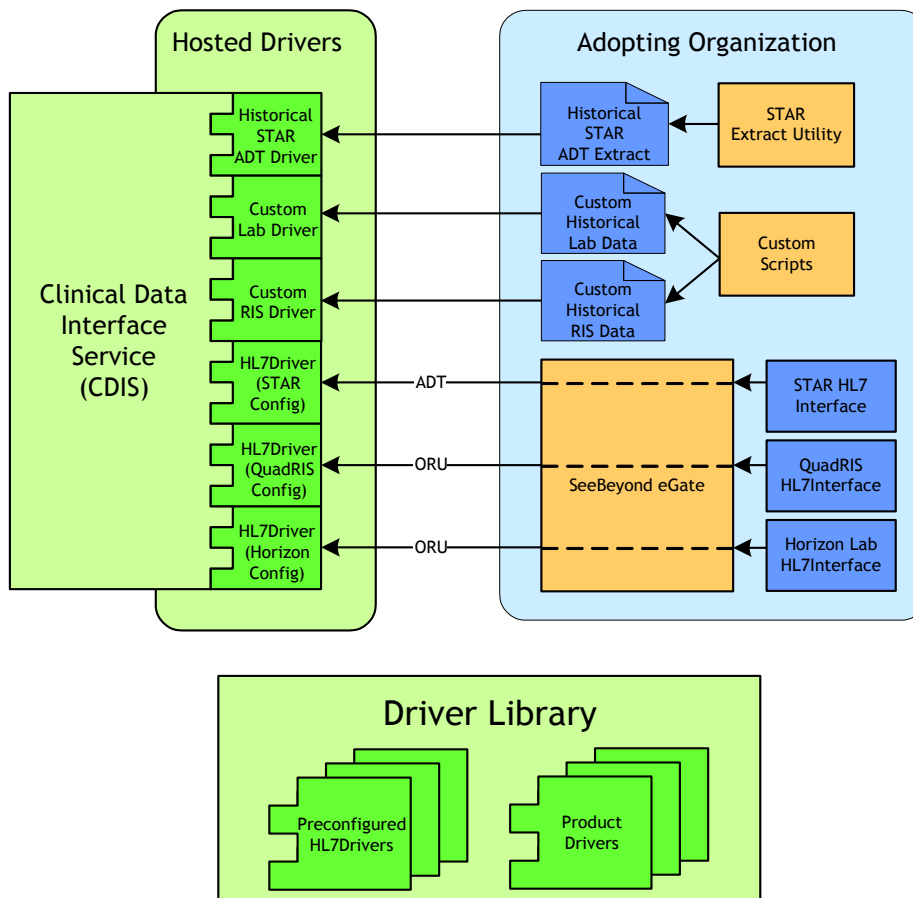 Hosted Drivers
Adopting Organization
Historical
STAR
ADT Driver
Historical
STAR
ADT Extract
STAR
Extract Utility
Custom
Lab Driver
Custom
Historical
Lab Data
Custom
Scripts
Clinical Data
Interface
Service
(CDIS)
Custom
RIS Driver
Custom
Historical
RIS Data
HL7Driver
(STAR
Config)
ADT
STAR HL7
Interface
HL7Driver
(QuadRIS
Config)
ORU
SeeBeyond eGate
QuadRIS
HL7Interface
HL7Driver
(Horizon
Config)
ORU
Horizon Lab
HL7Interface
Driver Library
Preconfigured
HL7Drivers
Product
Drivers